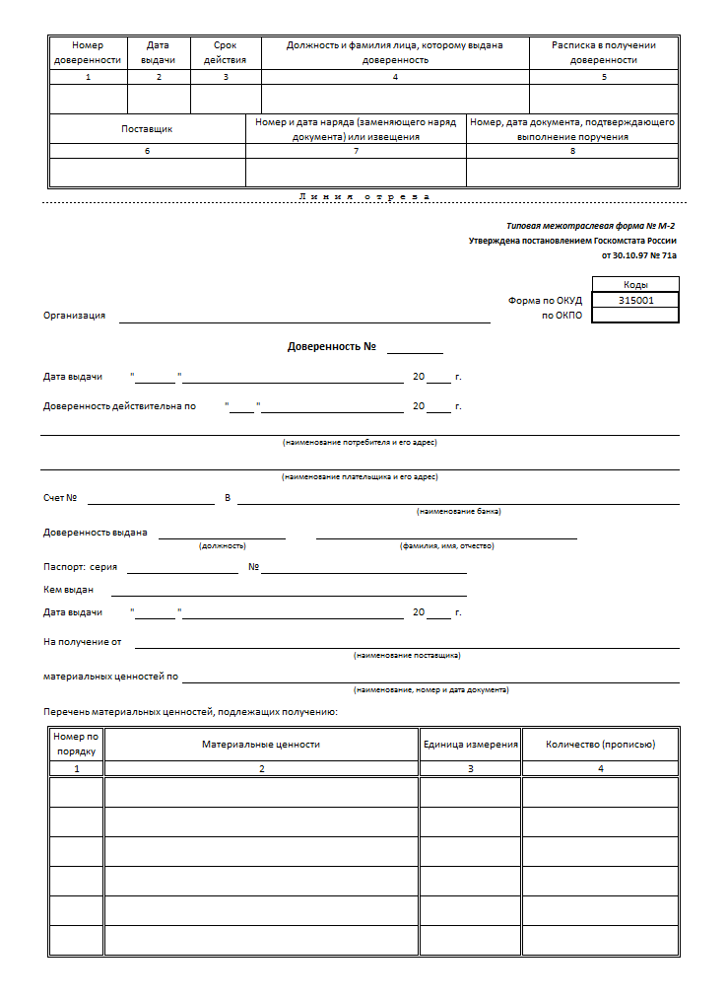 Номер доверенности Дата выдачи Срок действия Должность и фамилия лица, которому выдана доверенность Расписка в получении доверенности
1 2 3 4 5
Поставщик Номер и дата наряда (заменяющего наряд документа) или извещения Номер, дата документа, подтверждающего выполнение поручения
6 7 8
Линия отреза
Типовая межотраслевая форма № М-2
Утверждена постановлением Госкомстата России
от 30.10.97 № 71а
Коды
Форма по ОКУД 315001
Организация по ОКПО
Доверенность №
Дата выдачи " " 20 г.
Доверенность действительна по " " 20 г.
(наименование потребителя и его адрес)
(наименование плательщика и его адрес)
Счет № В
(наименование банка)
Доверенность выдана
(должность) (фамилия, имя, отчество)
Паспорт: серия №
Кем выдан
Дата выдачи " " 20 г.
На получение от
(наименование поставщика)
материальных ценностей по
(наименование, номер и дата документа)
Перечень материальных ценностей, подлежащих получению:
Номер по порядку Материальные ценности Единица измерения Количество (прописью)
1 2 3 4